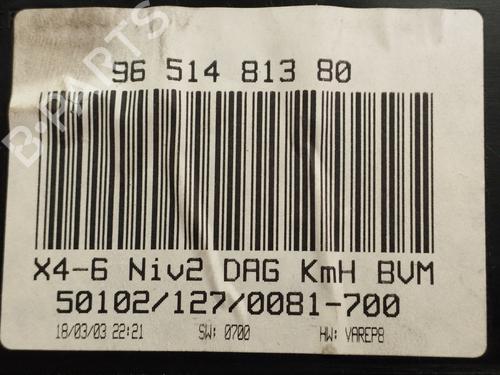 96 514 813 80
X4-6 Niv2 DAG KmH BVM
50102/127/0081-700
18/03/03 22:21 SW: 0700 HW: VAREP8
B-PARTS